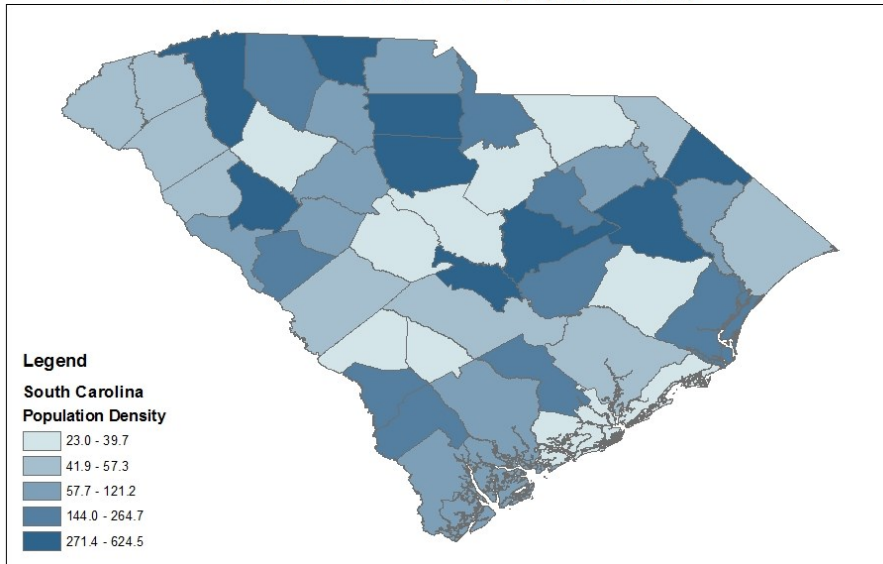 Legend
South Carolina
Population Density
23.0 - 39.7
41.9 - 57.3
57.7 - 121.2
144.0 - 264.7
271.4 - 624.5